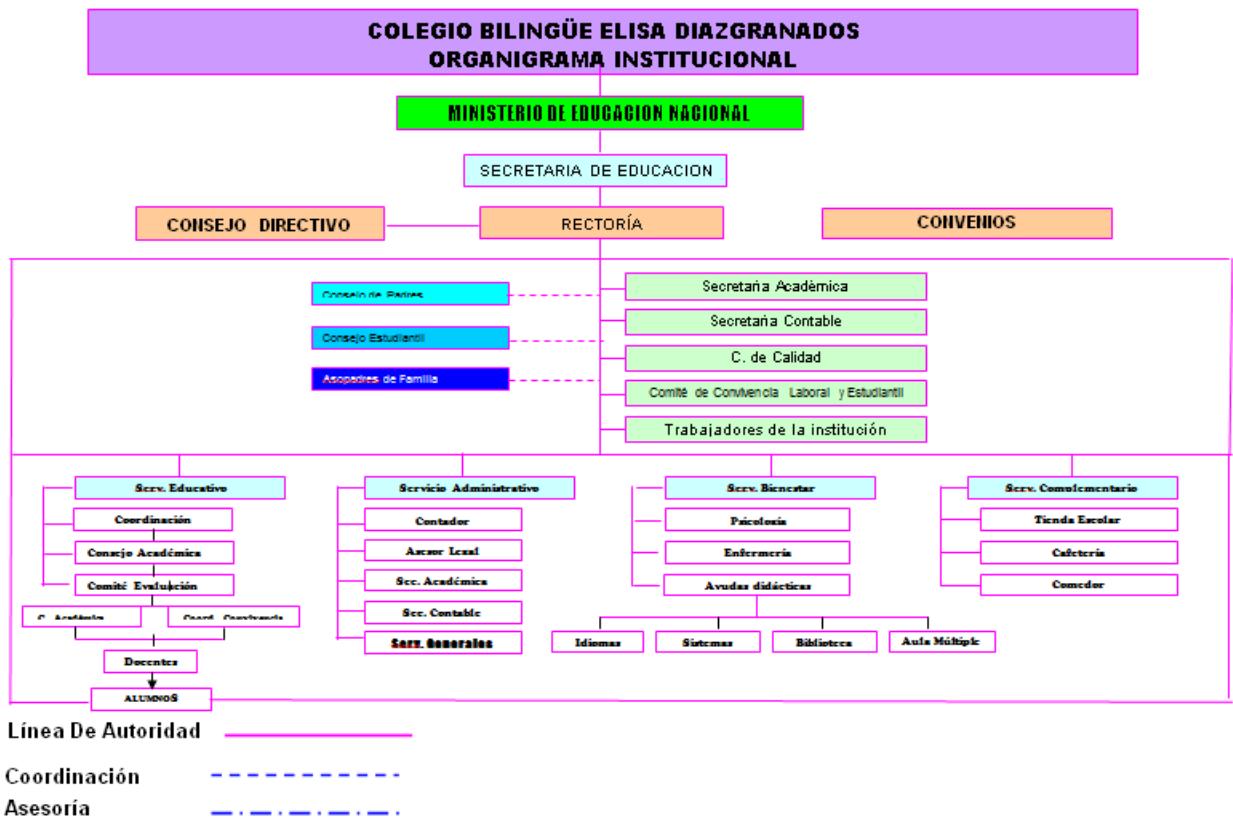 COLEGIO BILINGÜE ELISA DIAZGRANADOS
ORGANIGRAMA INSTITUCIONAL
MINISTERIO DE EDUCACION NACIONAL
SECRETARIA DE EDUCACION
CONSEJO DIRECTIVO
RECTORÍA
CONVENIOS
Consejo de Padres
Consejo Estudiantil
Asopadres de Familia
Secretaría Académica
Secretaría Contable
C. de Calidad
Comité de Convivencia Laboral y Estudiantil
Trabajadores de la institución
Serv. Educativo
Coordinación
Consejo Académica
Comité Evaluación
C. Académica
Coord. Convivencia
Docentes
ALUMNOS
Servicio Administrativo
Contador
Asesor Legal
Sec. Académica
Sec. Contable
Serv. Generales
Serv. Bienestar
Psicología
Enfermería
Ayudas didácticas
Idiomas
Sistemas
Biblioteca
Aula Múltiple
Serv. Complementario
Tienda Escolar
Cafetería
Comedor
Línea De Autoridad
Coordinación
Asesoría